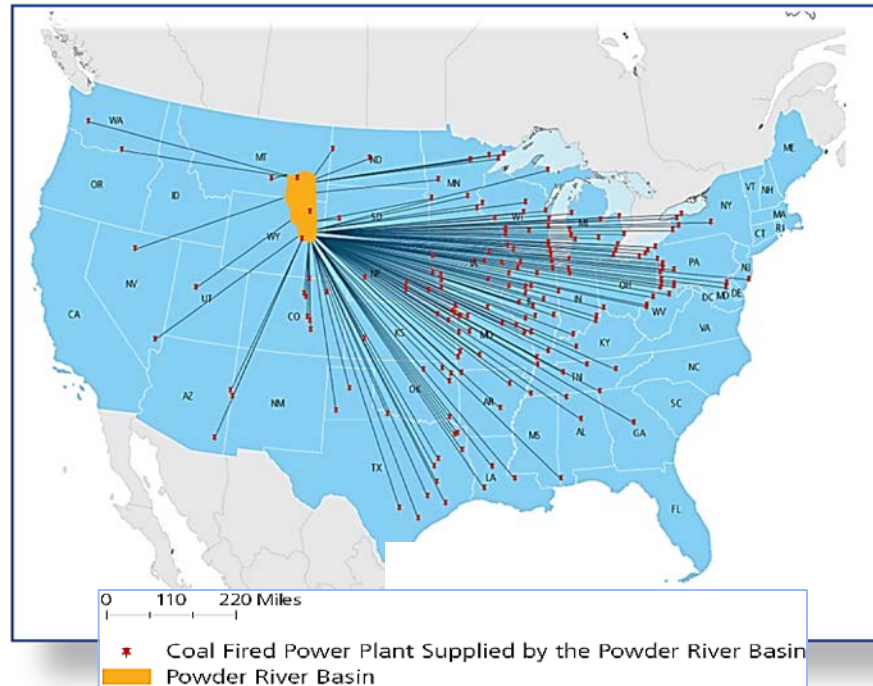 WA
MT
ND
ME
OR
ID
MN
VT
NH
NY
SD
WI
MI
MA
CT
RI
WY
IA
PA
NJ
NV
UT
NE
OH
MD
DE
DC
CA
CO
IN
WV
VA
KS
MO
KY
NC
AZ
NM
OK
TN
AR
SC
MS
AL
GA
TX
LA
FL
0 110 220 Miles
Coal Fired Power Plant Supplied by the Powder River Basin
Powder River Basin